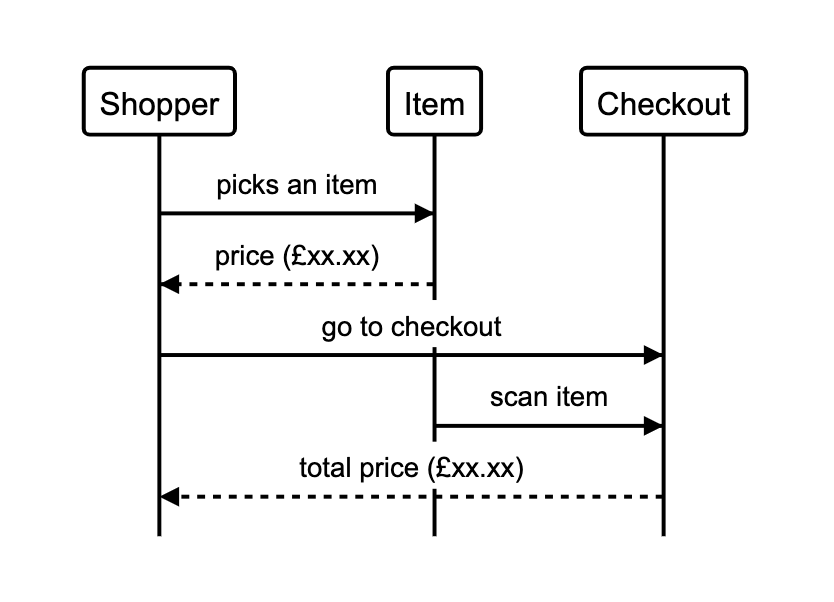 Shopper
Item
Checkout
picks an item
price (£xx.xx)
go to checkout
scan item
total price (£xx.xx)